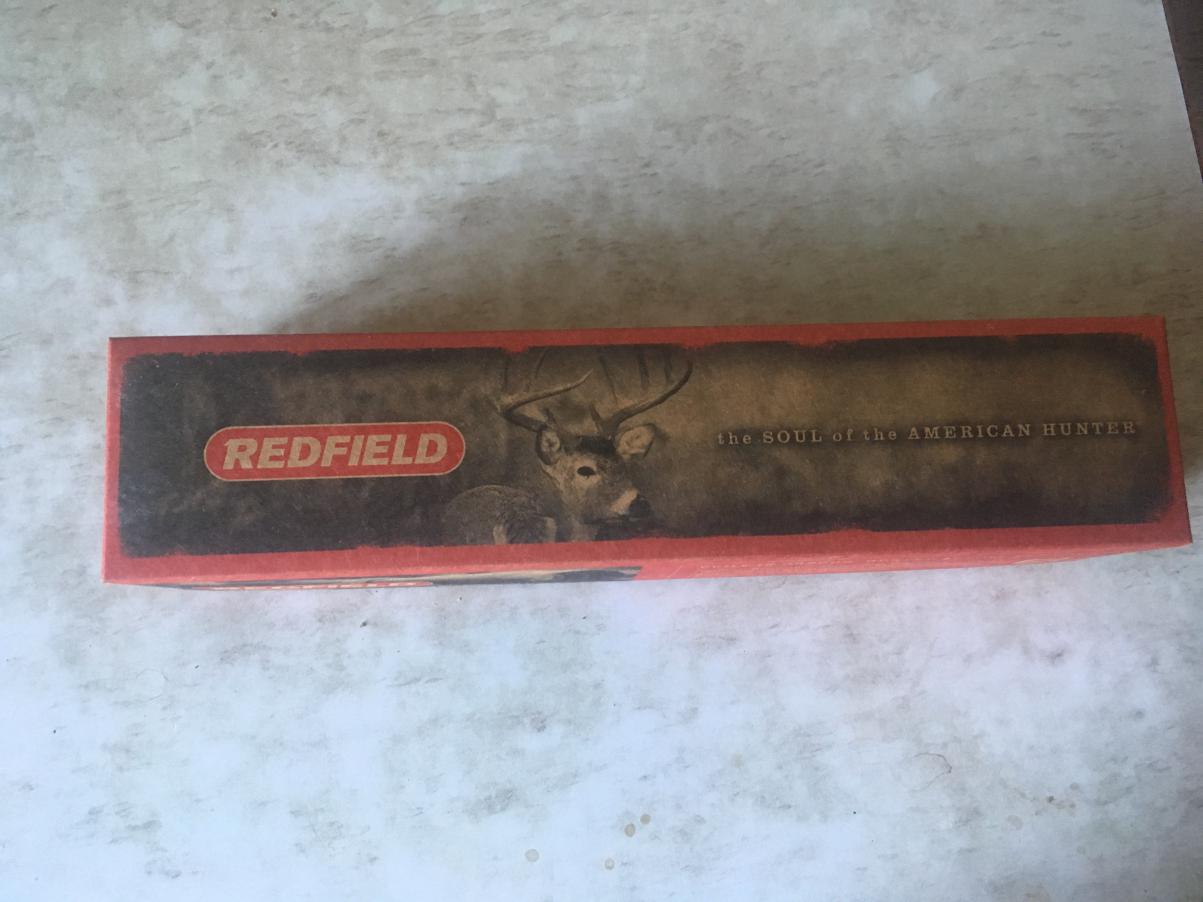 REDFIELD
the SOUL of the AMERICAN HUNTER